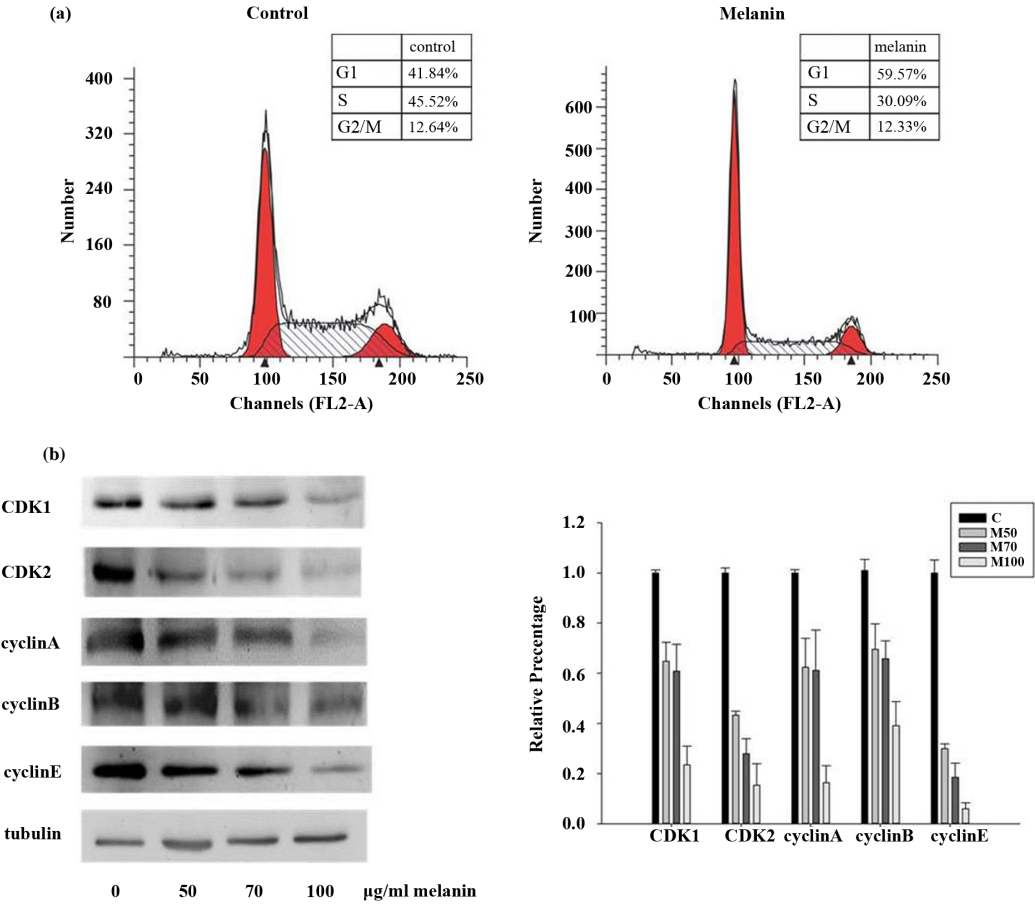 (a)
Control
control
G1 41.84%
S 45.52%
G2/M 12.64%
400
320
240
160
80
Number
0 50 100 150 200 250
Channels (FL2-A)
Melanin
melanin
G1 59.57%
S 30.09%
G2/M 12.33%
600
500
400
300
200
100
Number
0 50 100 150 200 250
Channels (FL2-A)
(b)
CDK1
CDK2
cyclinA
cyclinB
cyclinE
tubulin
0 50 70 100 µg/ml melanin
C
M50
M70
M100
1.2
1.0
0.8
0.6
0.4
0.2
0.0
Relative Precentage
CDK1 CDK2 cyclinA cyclinB cyclinE